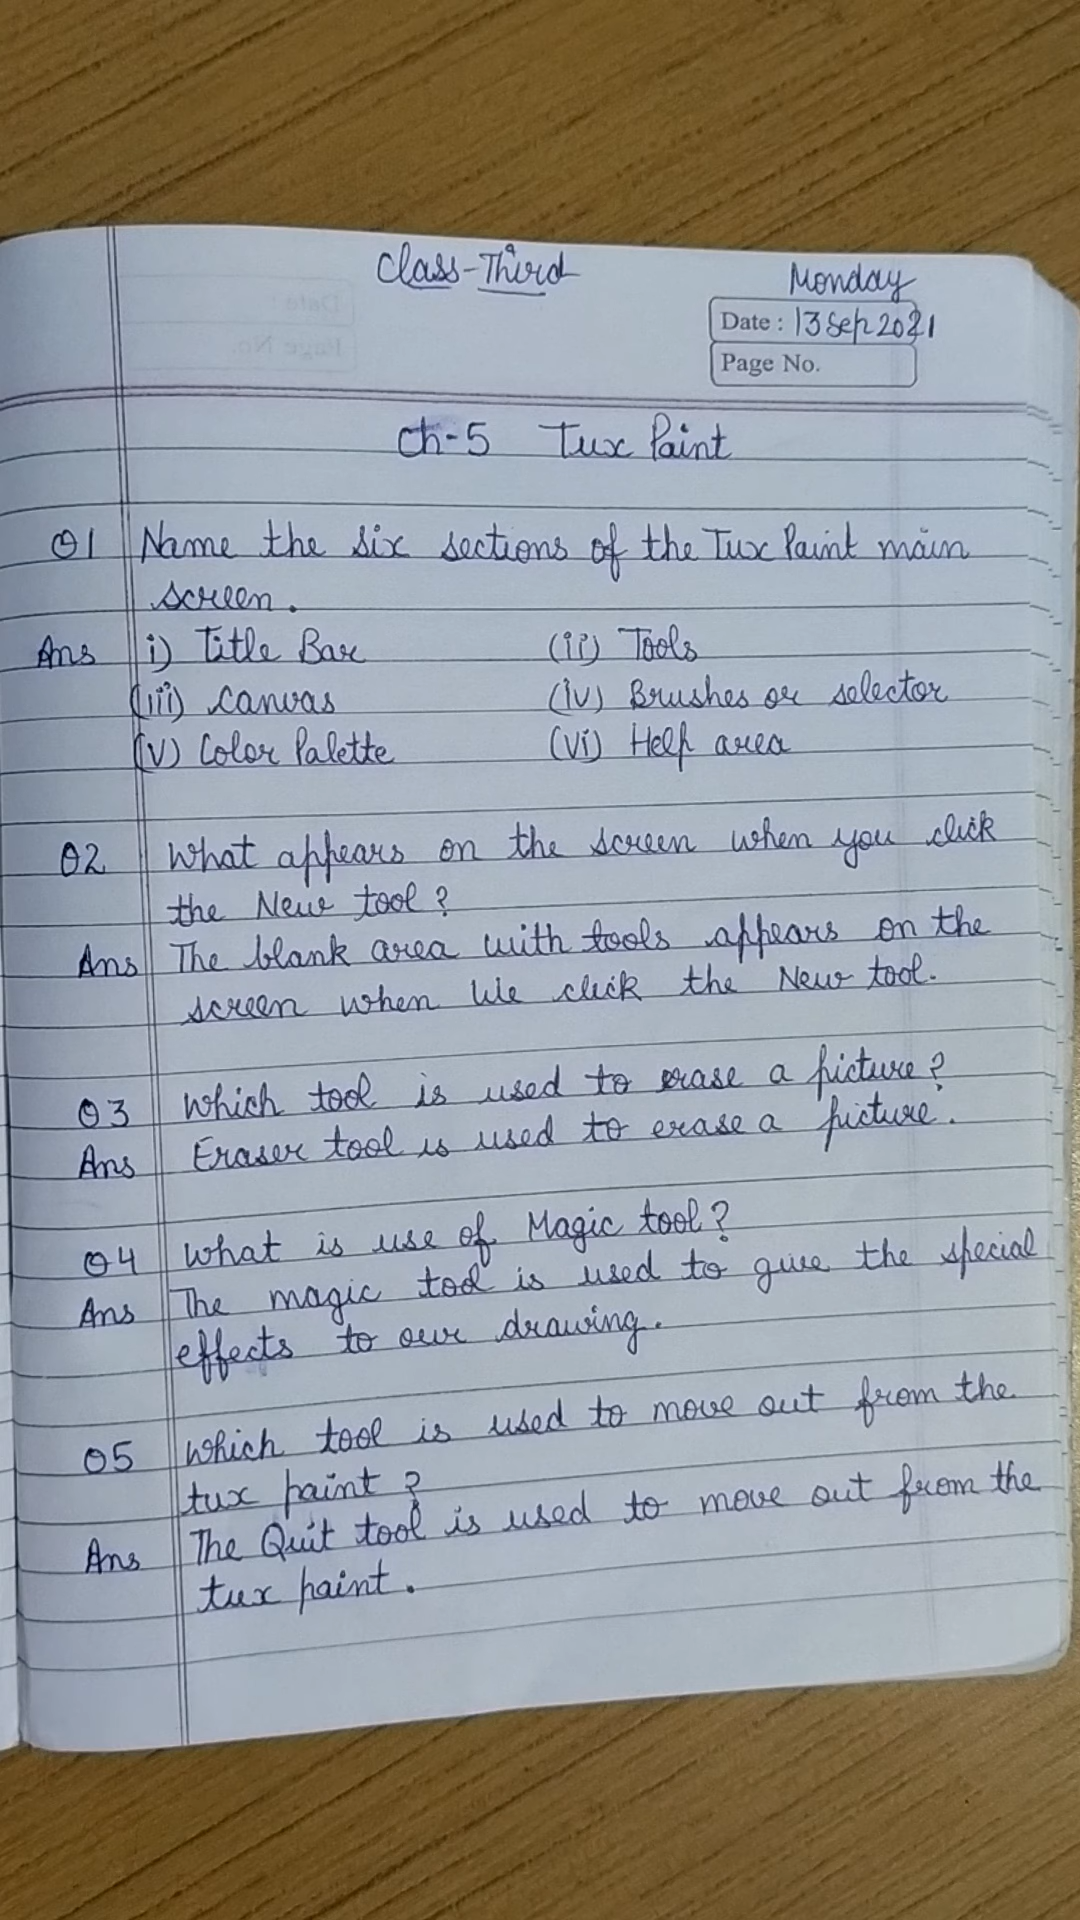 Class-Third
Monday
Date : 13 Sep 2021
Page No.
Ch-5 Tux Paint
Q1 Name the six sections of the Tux Paint main
screen.
Ans i) Title Bar (ii) Tools
(iii) Canvas (iv) Brushes or selector
(V) Color Palette (Vi) Help area
Q2 What appears on the screen when you click
the New tool ?
Ans The blank area with tools appears on the
screen when We click the New tool.
Q3 Which tool is used to erase a picture ?
Ans Eraser tool is used to erase a picture.
Q4 What is use of Magic tool ?
Ans The magic tool is used to give the special
effects to our drawing.
Q5 Which tool is used to move out from the
tux paint ?
Ans The Quit tool is used to move out from the
tux paint.